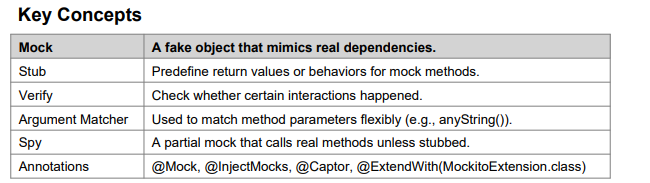 Key Concepts
Mock A fake object that mimics real dependencies.
Stub Predefine return values or behaviors for mock methods.
Verify Check whether certain interactions happened.
Argument Matcher Used to match method parameters flexibly (e.g., anyString()).
Spy A partial mock that calls real methods unless stubbed.
Annotations @Mock, @InjectMocks, @Captor, @ExtendWith(MockitoExtension.class)